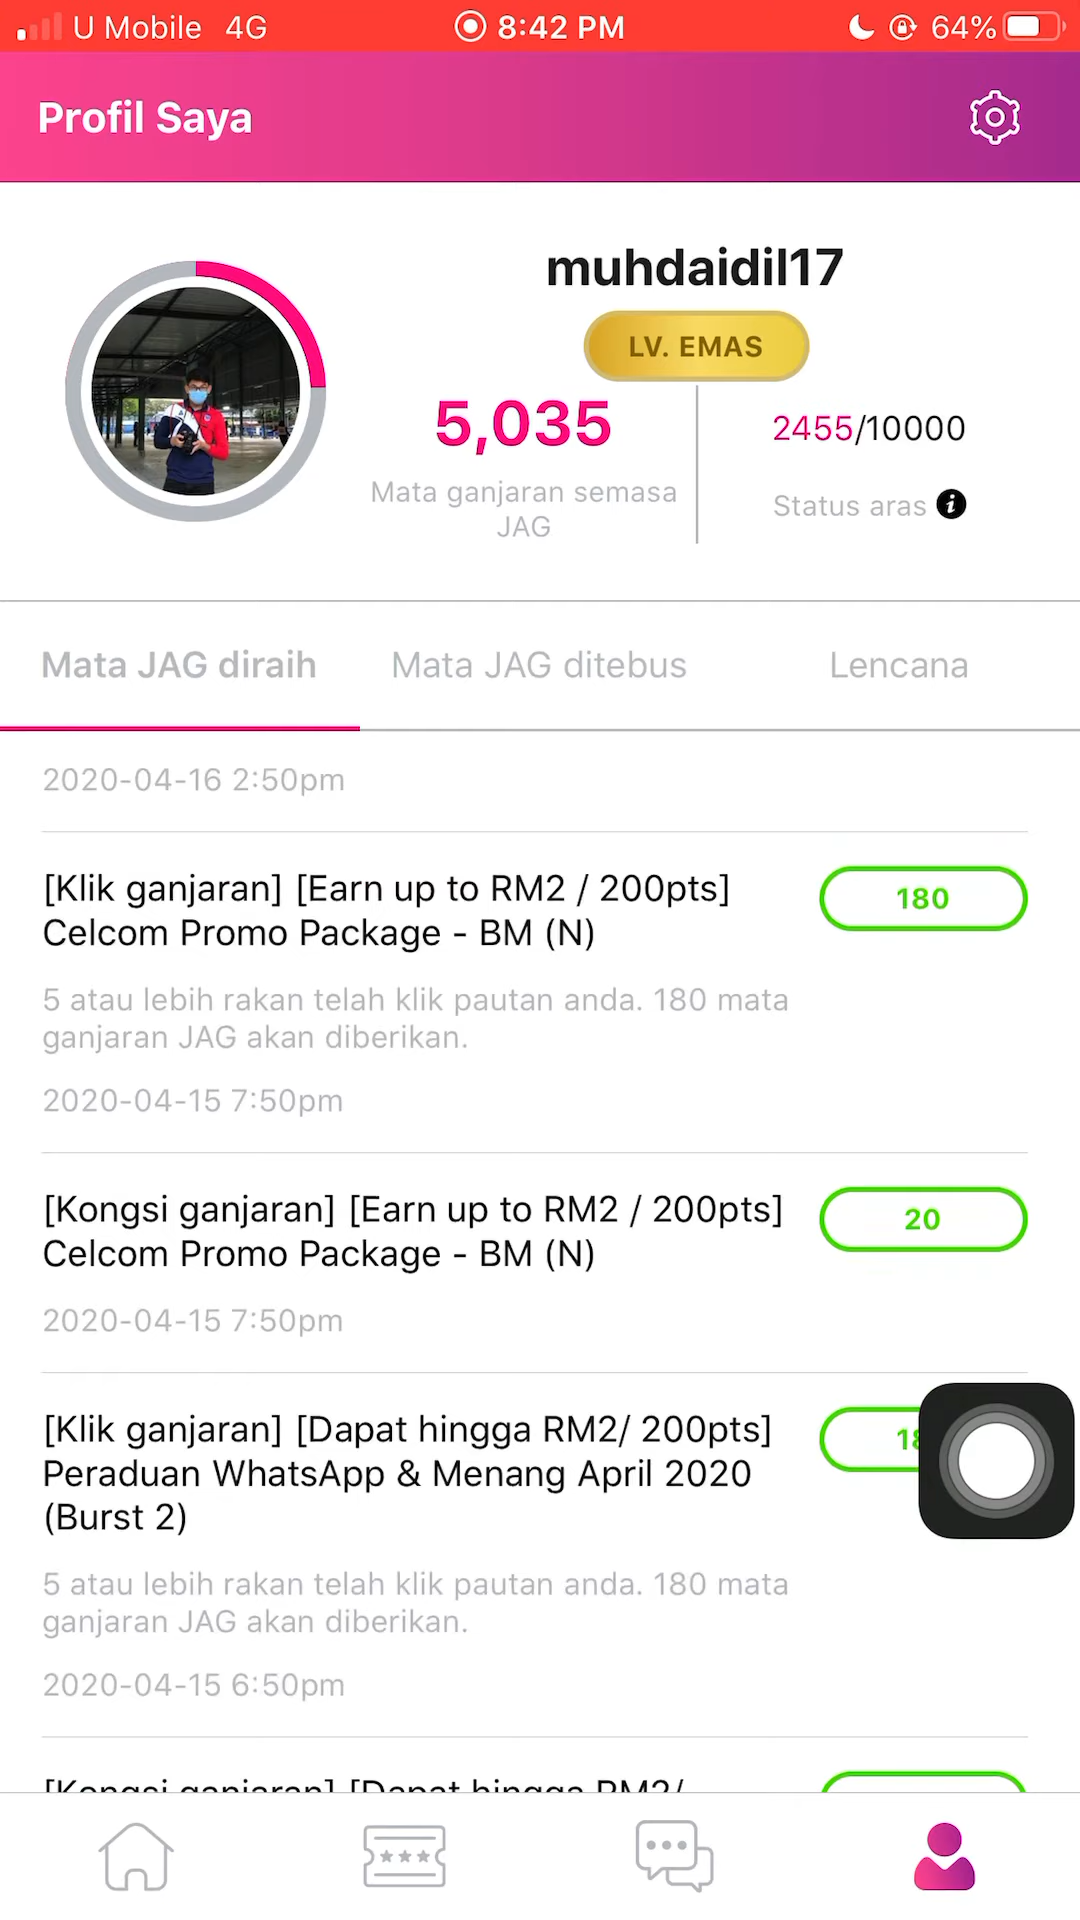 U Mobile 4G 8:42 PM 64%
Profil Saya
muhdaidil17
LV. EMAS
5,035
2455/10000
Mata ganjaran semasa
JAG
Status aras
Mata JAG diraih Mata JAG ditebus Lencana
2020-04-16 2:50pm
[Klik ganjaran] [Earn up to RM2 / 200pts]
Celcom Promo Package - BM (N)
180
5 atau lebih rakan telah klik pautan anda. 180 mata
ganjaran JAG akan diberikan.
2020-04-15 7:50pm
[Kongsi ganjaran] [Earn up to RM2 / 200pts]
Celcom Promo Package - BM (N)
20
2020-04-15 7:50pm
[Klik ganjaran] [Dapat hingga RM2/ 200pts]
Peraduan WhatsApp & Menang April 2020
(Burst 2)
5 atau lebih rakan telah klik pautan anda. 180 mata
ganjaran JAG akan diberikan.
2020-04-15 6:50pm
[Kongsi ganjaran] [Dapat hingga RM2/